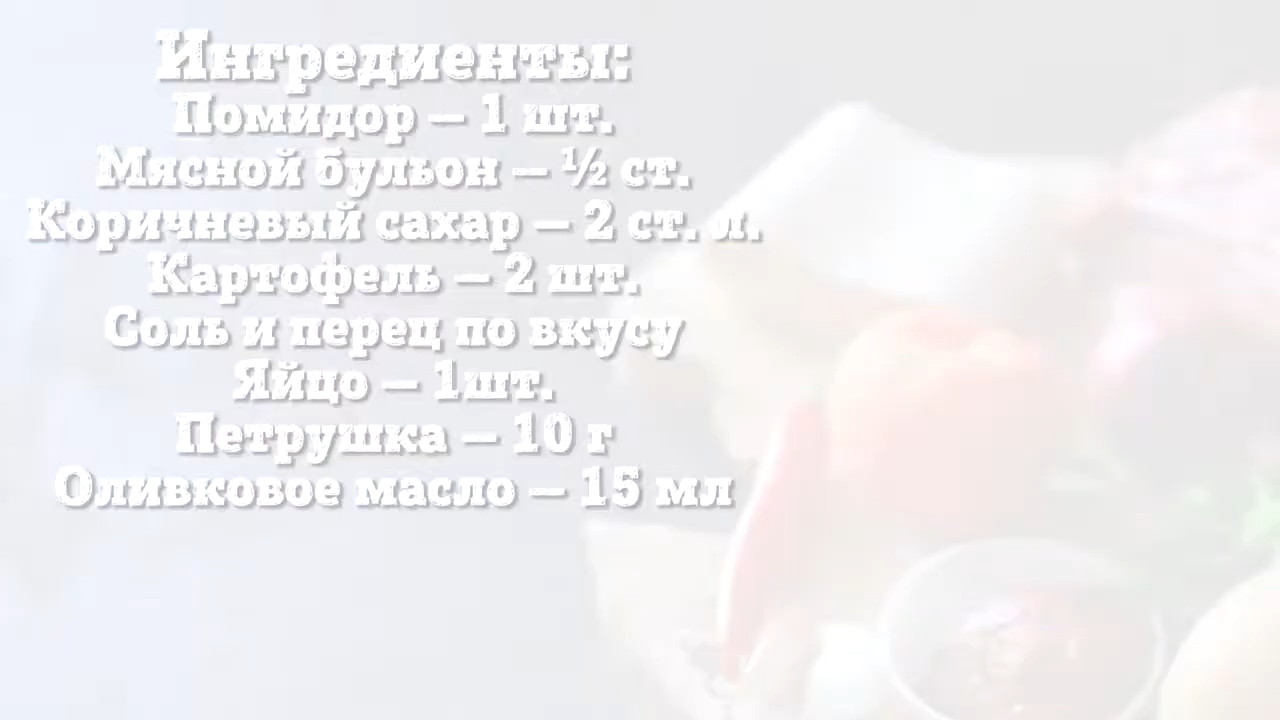 Ингредиенты:
Помидор – 1 шт.
Мясной бульон – ½ ст.
Коричневый сахар – 2 ст. л.
Картофель – 2 шт.
Соль и перец по вкусу
Яйцо – 1шт.
Петрушка – 10 г
Оливковое масло – 15 мл